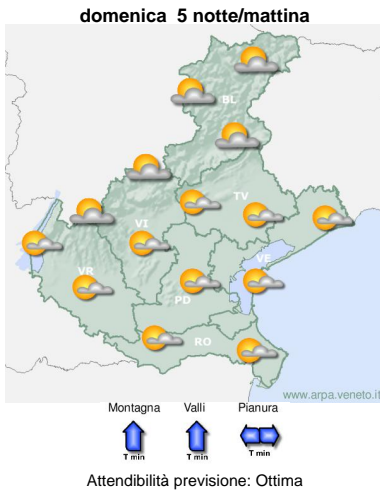 domenica 5 notte/mattina
BL
TV
VI
VE
VR
PD
RO
www.arpa.veneto.it
Montagna Valli Pianura
T min T min T min
Attendibilità previsione: Ottima